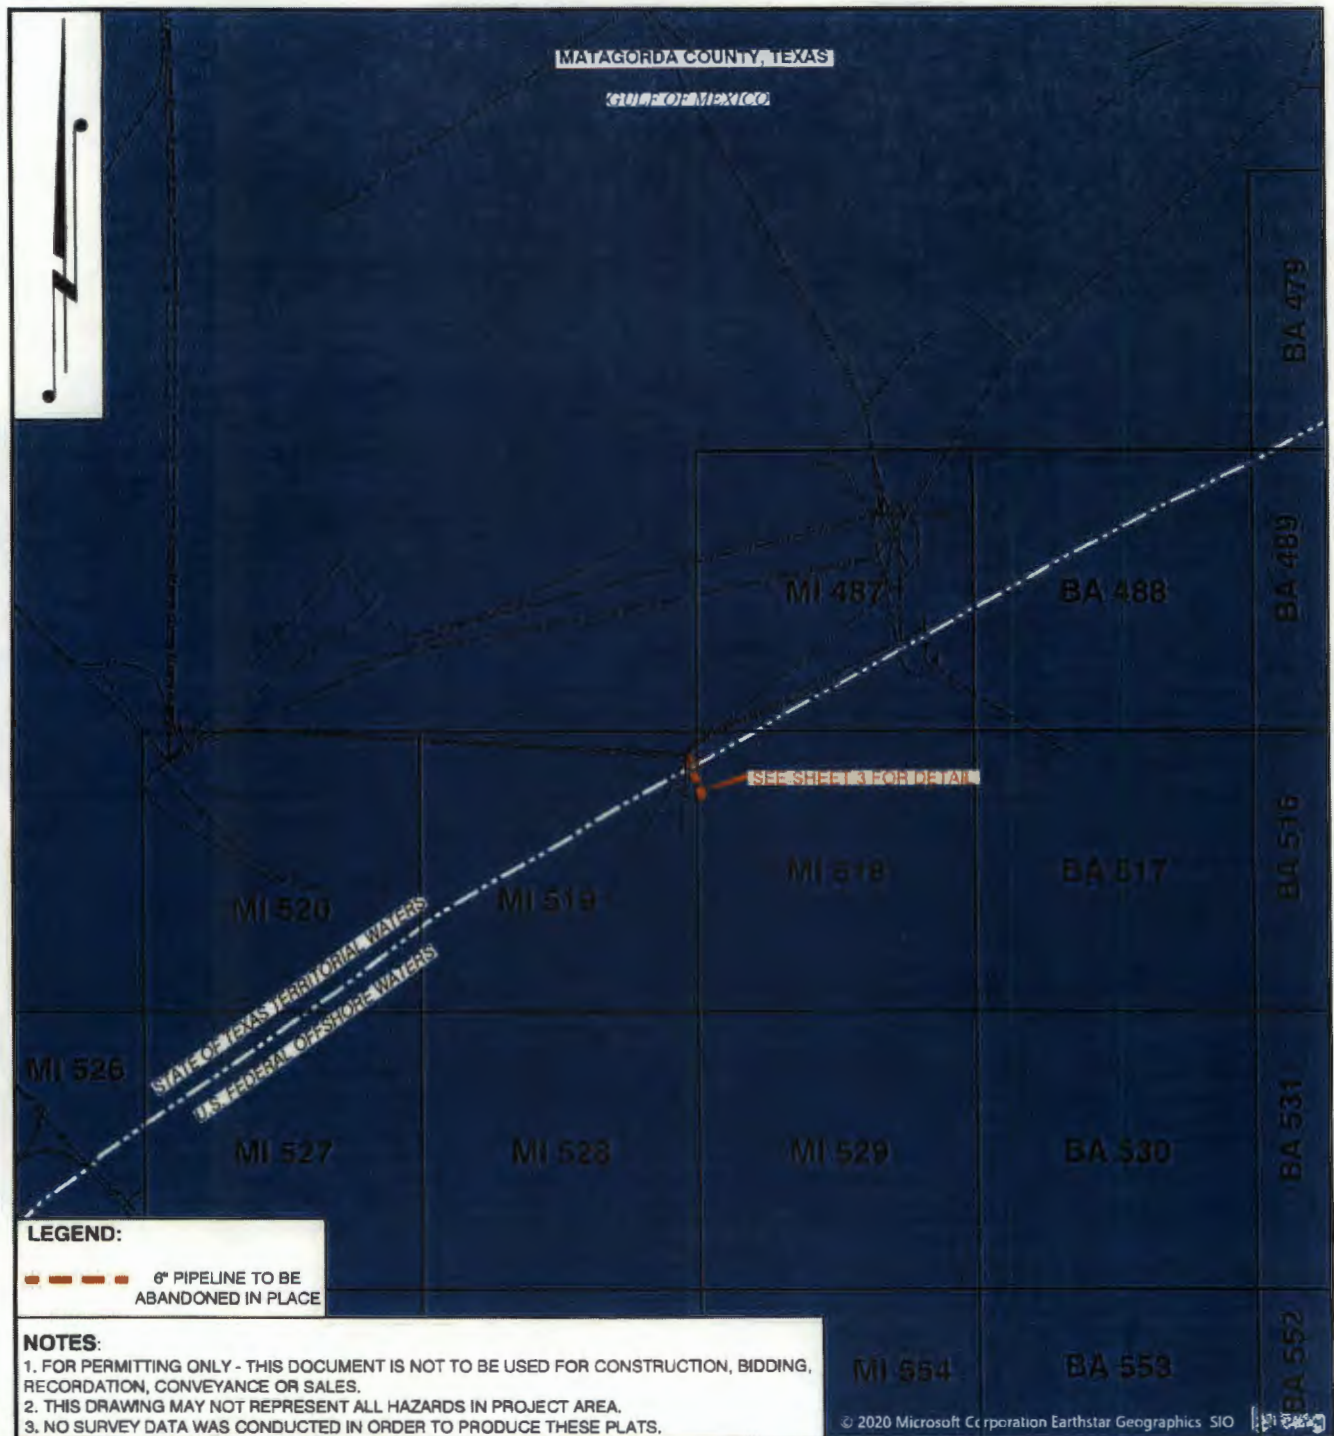 MATAGORDA COUNTY, TEXAS
GULF OF MEXICO
BA 479
MI 487
BA 488
BA 489
SEE SHEET 3 FOR DETAIL
MI 520
MI 519
MI 518
BA 517
BA 516
STATE OF TEXAS TERRITORIAL WATERS
U.S. FEDERAL OFFSHORE WATERS
MI 526
MI 527
MI 528
MI 529
BA 530
BA 531
LEGEND:
6" PIPELINE TO BE
ABANDONED IN PLACE
NOTES:
1. FOR PERMITTING ONLY - THIS DOCUMENT IS NOT TO BE USED FOR CONSTRUCTION, BIDDING,
RECORDATION, CONVEYANCE OR SALES.
2. THIS DRAWING MAY NOT REPRESENT ALL HAZARDS IN PROJECT AREA.
3. NO SURVEY DATA WAS CONDUCTED IN ORDER TO PRODUCE THESE PLATS.
MI 554
BA 553
BA 552
© 2020 Microsoft Corporation Earthstar Geographics SIO